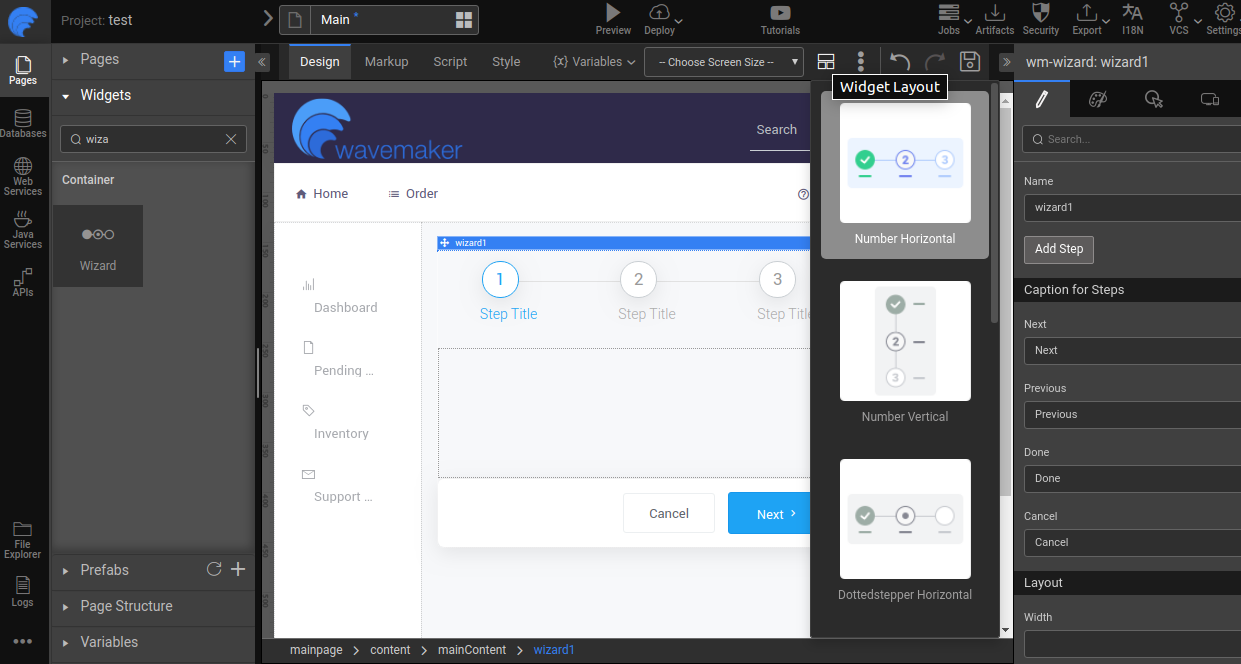 Project: test
Main *
Preview
Deploy
Tutorials
Jobs
Artifacts
Security
Export
I18N
VCS
Settings
Pages
Databases
Web
Services
Java
Services
APIs
File
Explorer
Logs
Pages
Widgets
wiza
Container
Wizard
Prefabs
Page Structure
Variables
Design
Markup
Script
Style
{x} Variables
-- Choose Screen Size --
Widget Layout
wavemaker
Search
Home
Order
wizard1
1
2
3
Step Title
Step Title
Step Title
Dashboard
Pending ...
Inventory
Support ...
Cancel
Next
2
3
Number Horizontal
2
3
Number Vertical
Dottedstepper Horizontal
mainpage > content > mainContent > wizard1
wm-wizard: wizard1
Search...
Name
wizard1
Add Step
Caption for Steps
Next
Next
Previous
Previous
Done
Done
Cancel
Cancel
Layout
Width